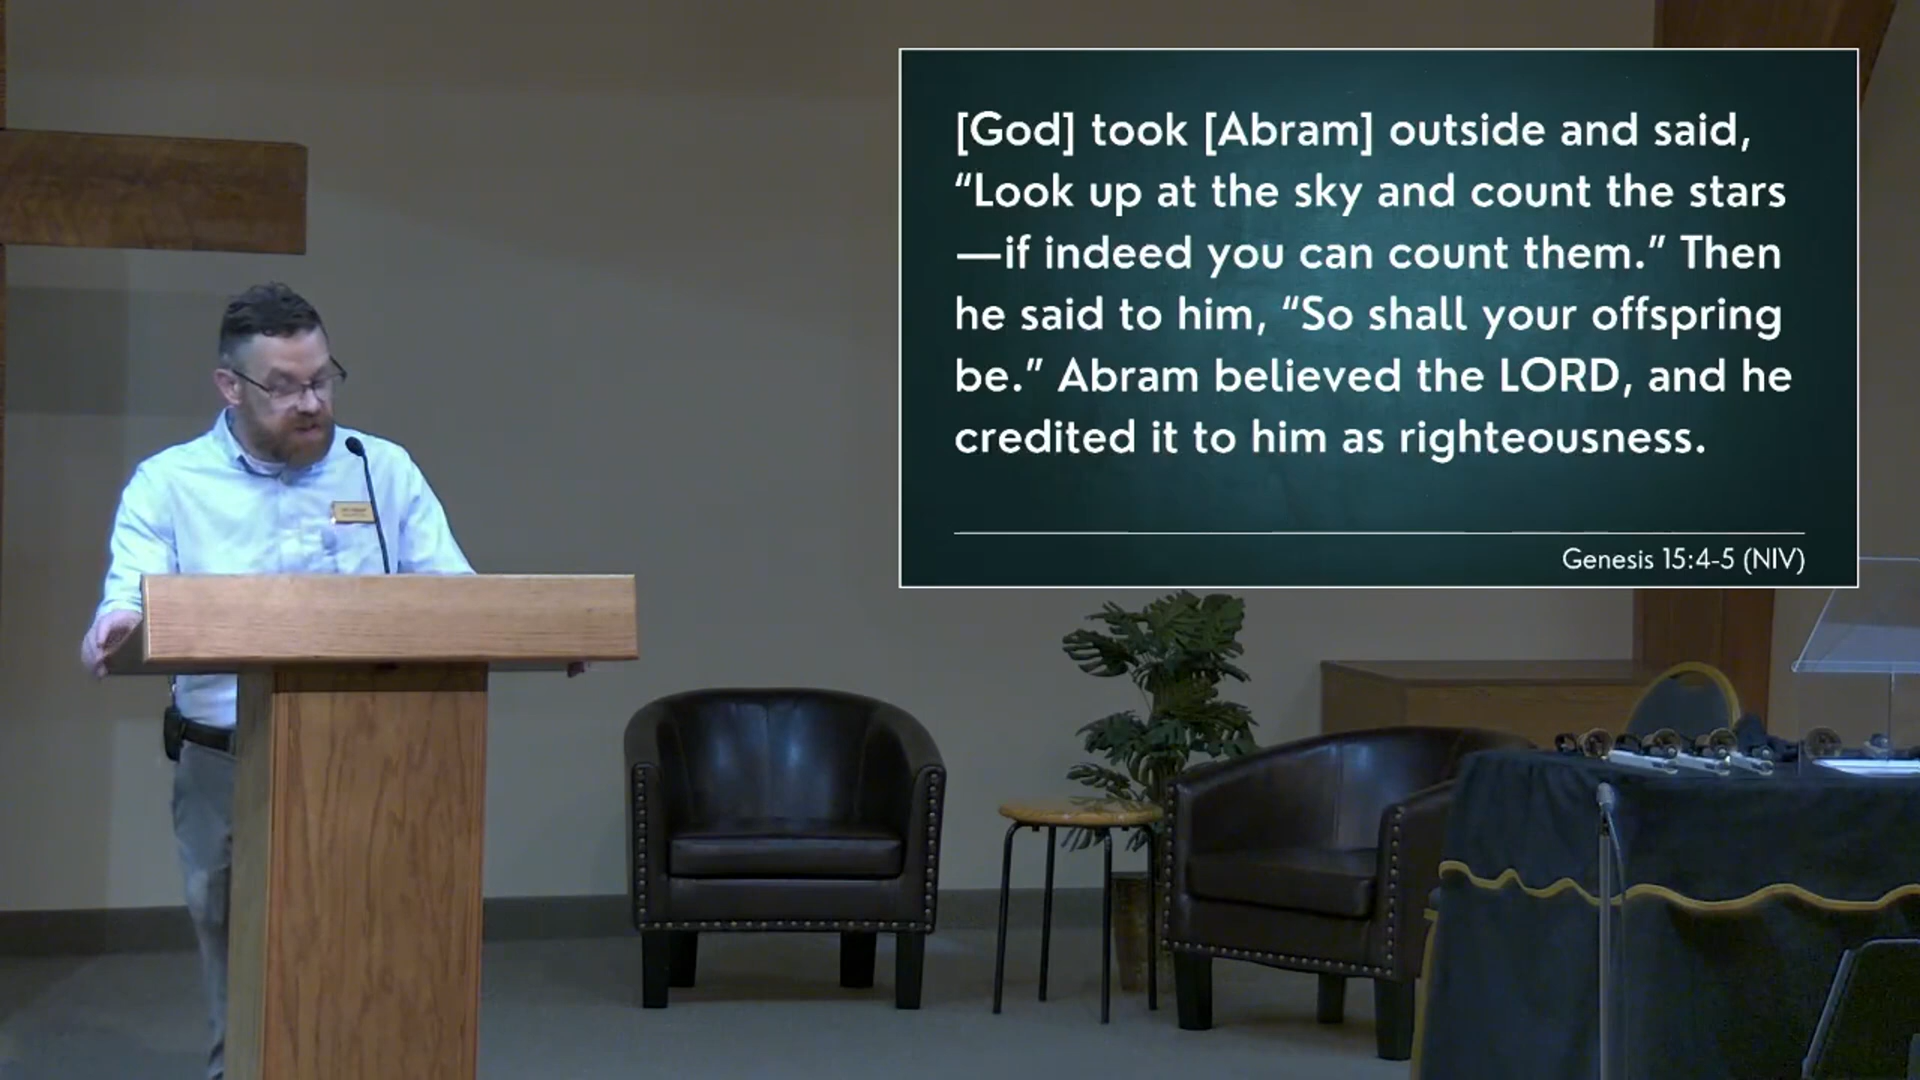 [God] took [Abram] outside and said,
“Look up at the sky and count the stars
—if indeed you can count them.” Then
he said to him, “So shall your offspring
be.” Abram believed the LORD, and he
credited it to him as righteousness.
Genesis 15:4-5 (NIV)